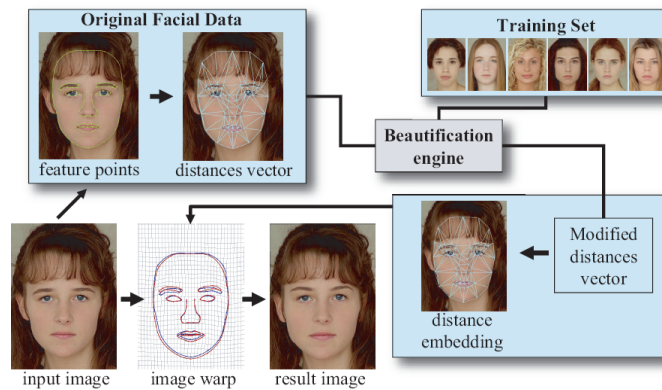 Original Facial Data
feature points
distances vector
Training Set
Beautification
engine
Modified
distances
vector
distance
embedding
input image
image warp
result image